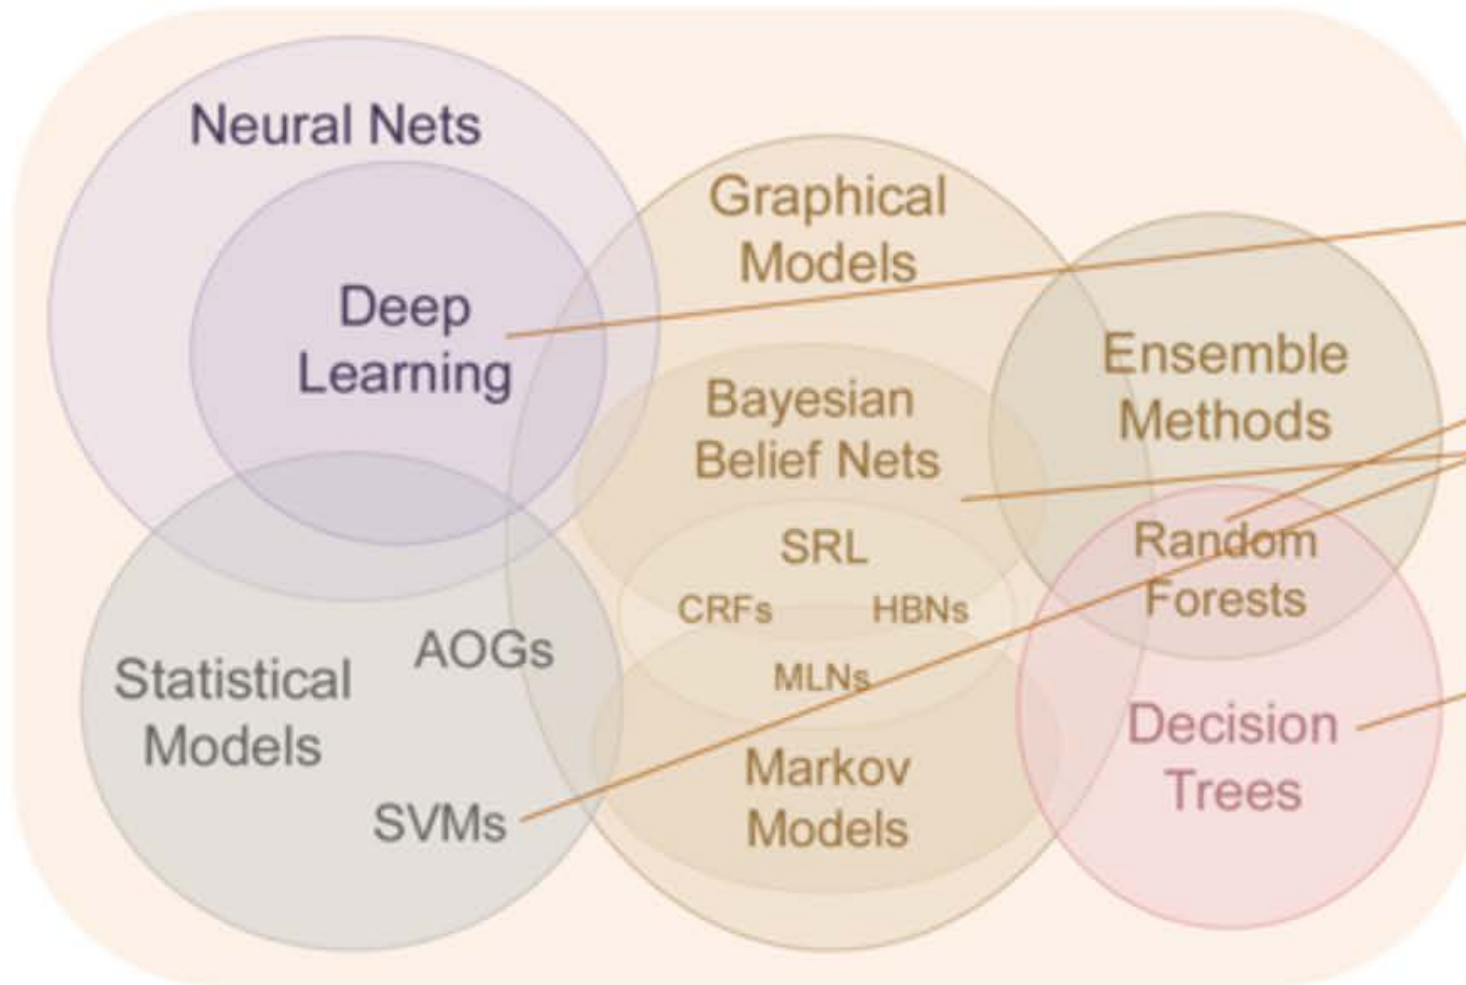 Neural Nets
Deep
Learning
Graphical
Models
Ensemble
Methods
Bayesian
Belief Nets
SRL
CRFs
HBNs
MLNs
Markov
Models
Random
Forests
Decision
Trees
AOGs
Statistical
Models
SVMs